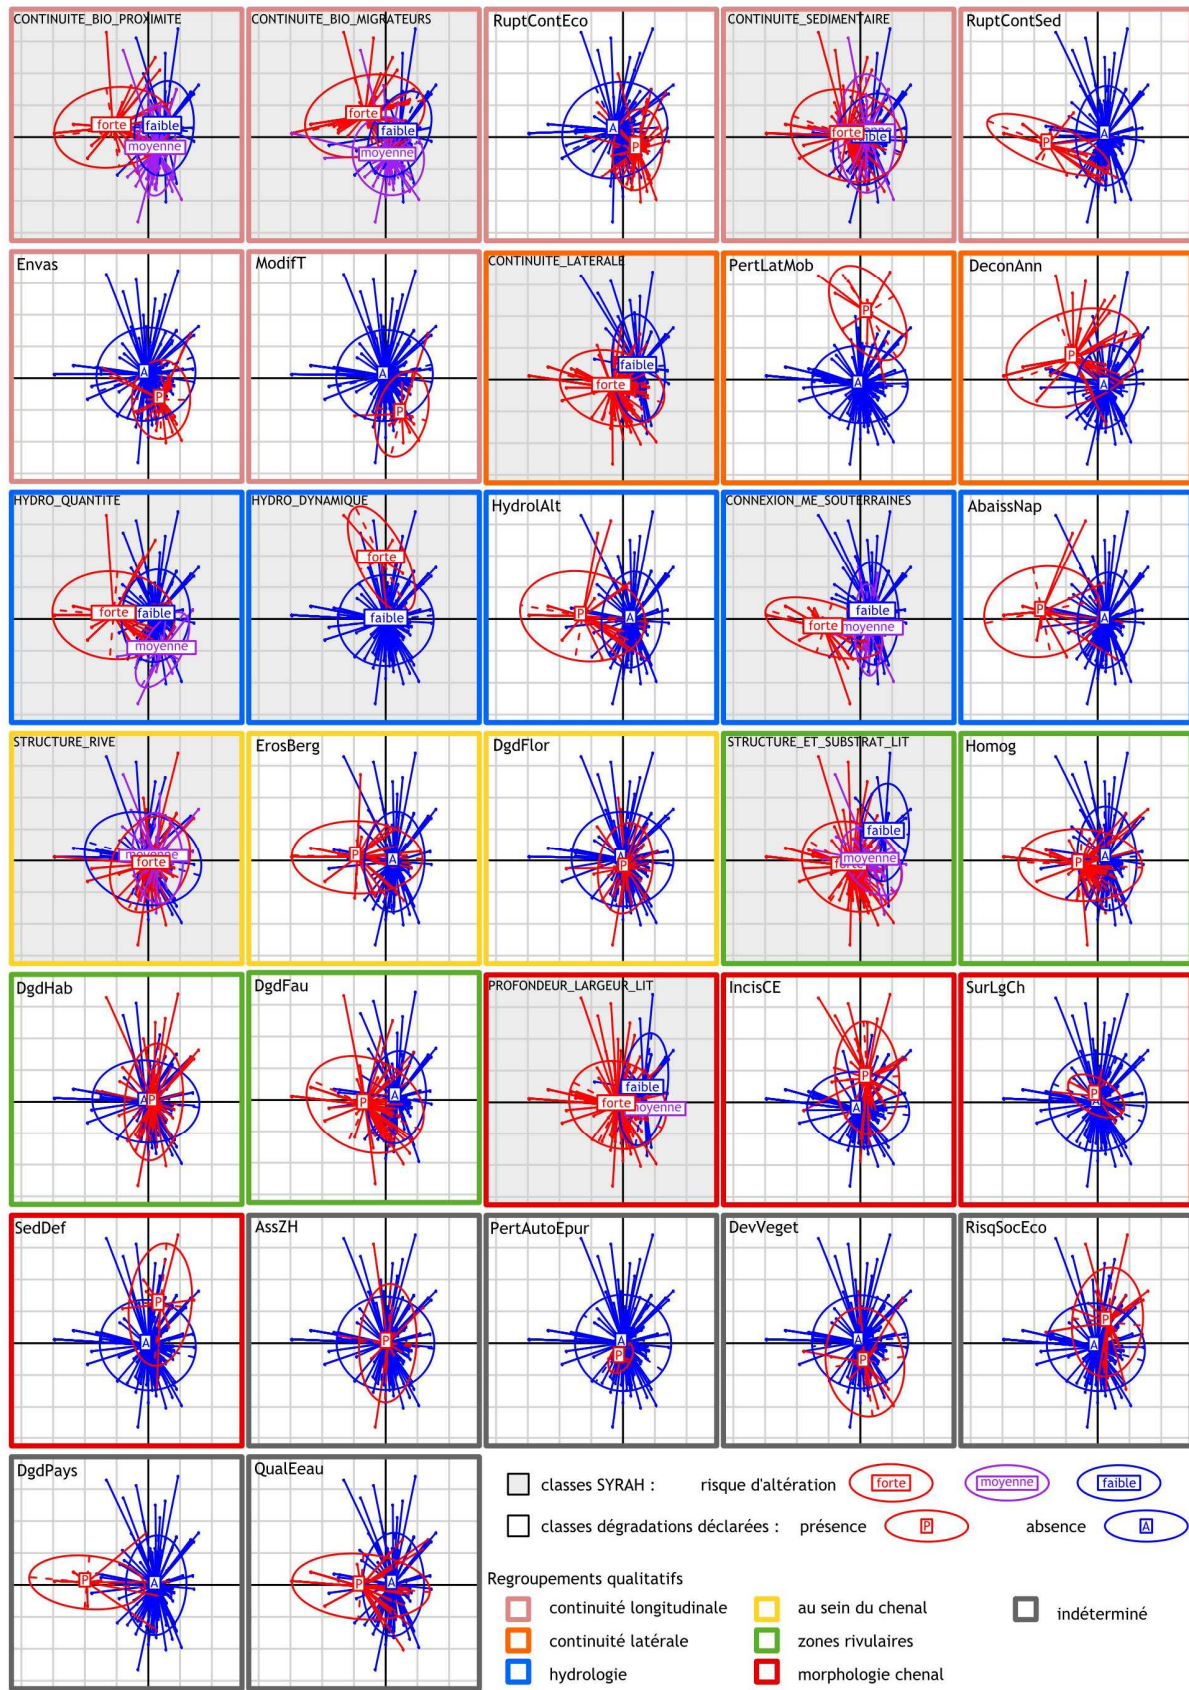 CONTINUITE_BIO_PROXIMITE
forte
faible
moyenne
CONTINUITE_BIO_MIGRATEURS
forte
faible
moyenne
RuptContEco
A
P
CONTINUITE_SEDIMENTAIRE
forte
RuptContSed
A
P
Envas
A
P
ModifT
A
P
CONTINUITE_LATERALE
faible
forte
PertLatMob
P
A
DeconAnn
P
A
HYDRO_QUANTITE
forte
faible
moyenne
HYDRO_DYNAMIQUE
forte
faible
HydrolAlt
P
A
CONNEXION_ME_SOUTERRAINES
faible
forte
moyenne
AbaissNap
P
A
STRUCTURE_RIVE
moyenne
forte
ErosBerg
P
A
DgdFlor
A
P
STRUCTURE_ET_SUBSTRAT_LIT
faible
moyenne
forte
Homog
A
P
DgdHab
A
P
DgdFau
A
P
PROFONDEUR_LARGEUR_LIT
faible
forte
moyenne
IncisCE
P
A
SurLgCh
P
A
SedDef
P
A
AssZH
P
PertAutoEpur
A
P
DevVeget
A
P
RisqSocEco
P
A
DgdPays
P
A
QualEeau
P
A
classes SYRAH : risque d'altération forte moyenne faible
classes dégradations déclarées : présence P absence A
Regroupements qualitatifs
continuité longitudinale au sein du chenal indéterminé
continuité latérale zones rivulaires
hydrologie morphologie chenal